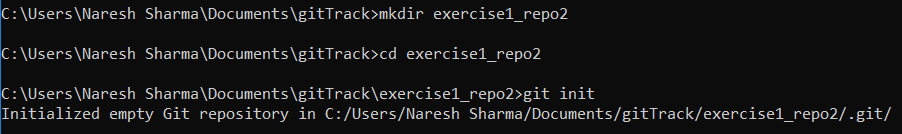 C:\Users\Naresh Sharma\Documents\gitTrack>mkdir exercise1_repo2
C:\Users\Naresh Sharma\Documents\gitTrack>cd exercise1_repo2
C:\Users\Naresh Sharma\Documents\gitTrack\exercise1_repo2>git init
Initialized empty Git repository in C:/Users/Naresh Sharma/Documents/gitTrack/exercise1_repo2/.git/